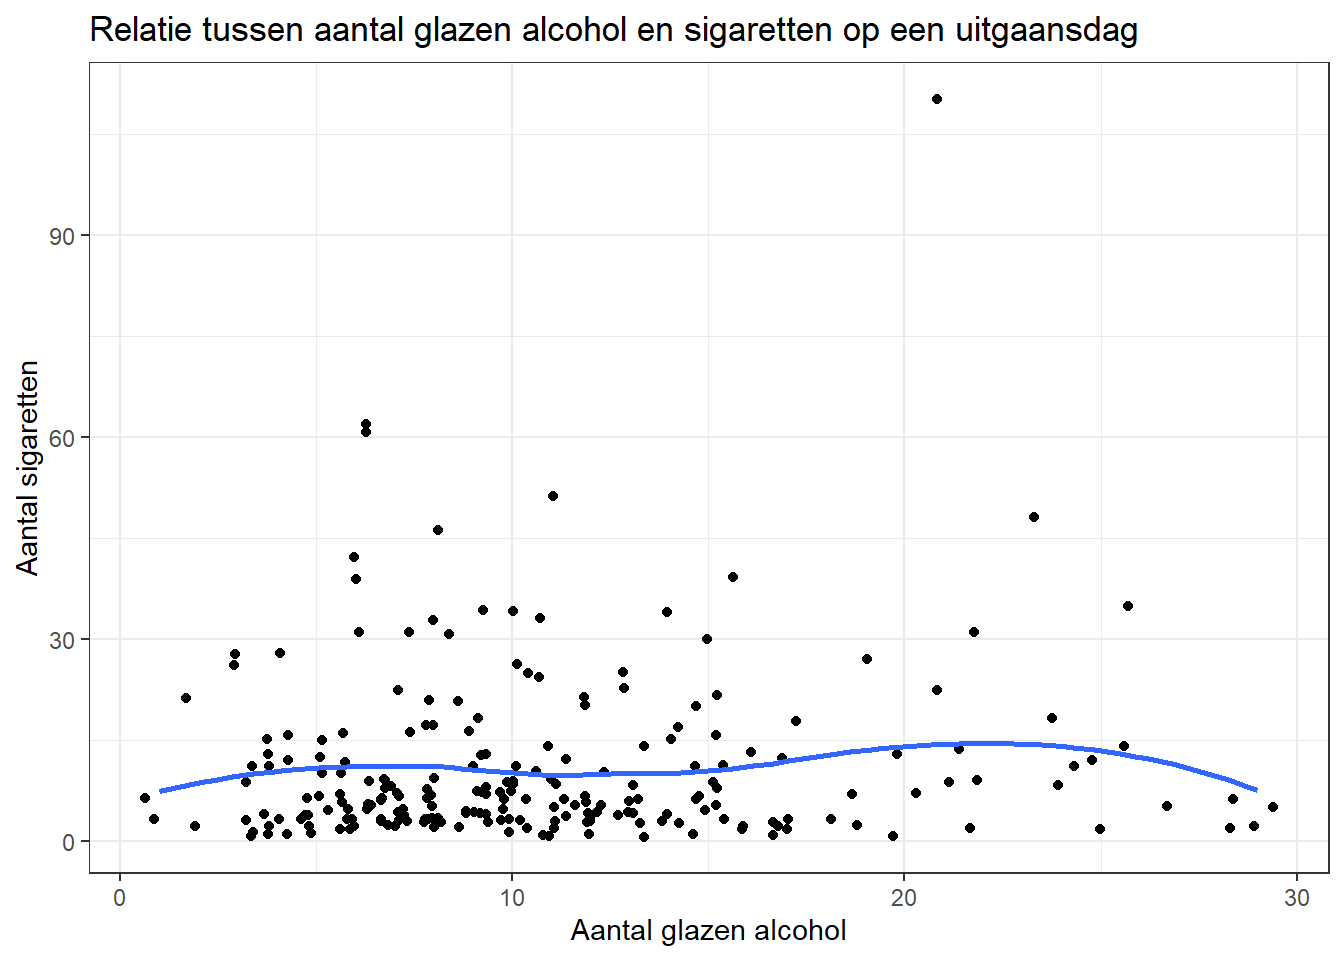 Relatie tussen aantal glazen alcohol en sigaretten op een uitgaansdag
Aantal sigaretten
90
60
30
0
0 10 20 30
Aantal glazen alcohol